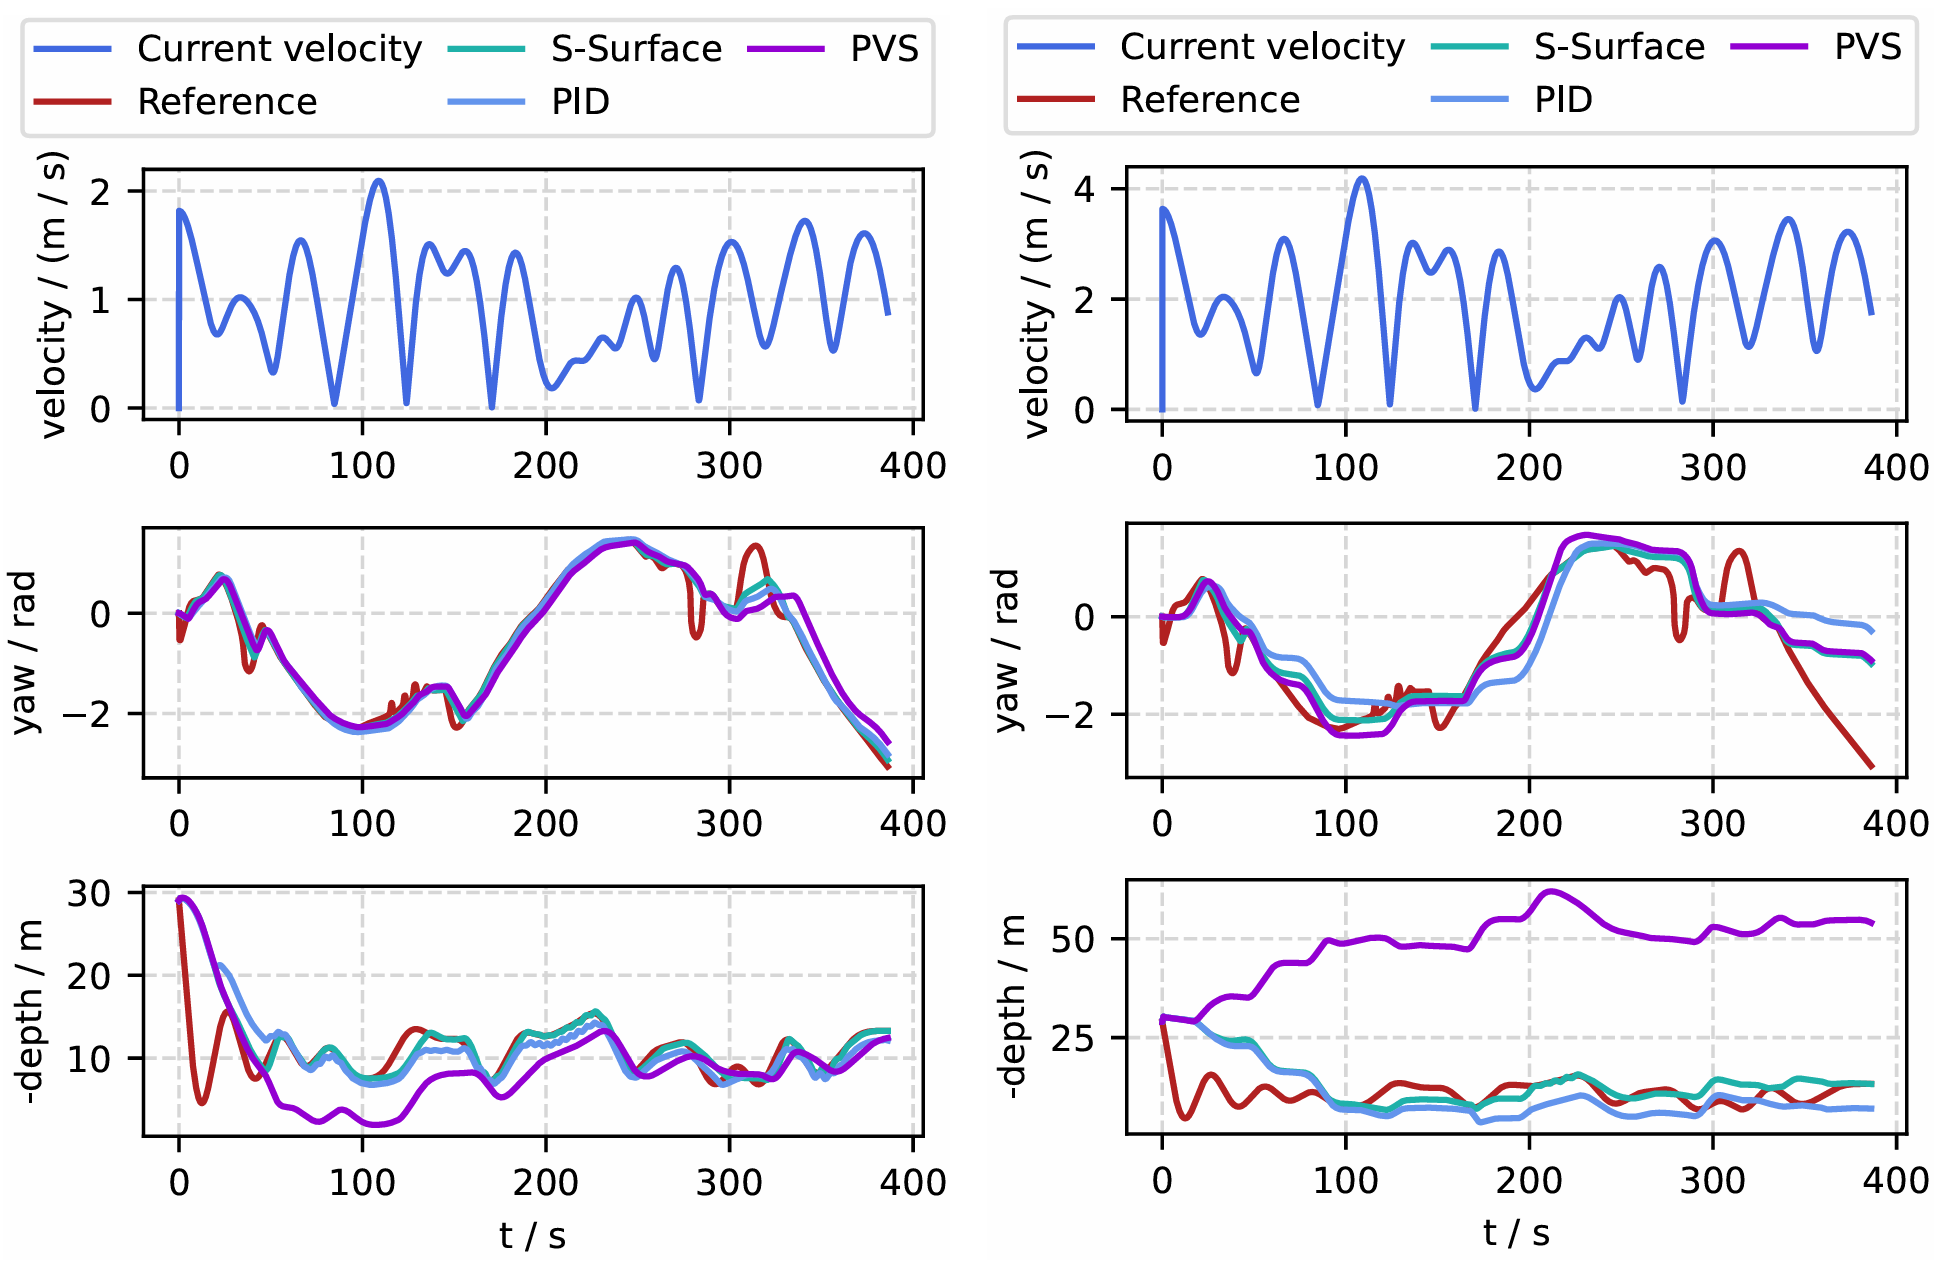 Current velocity S-Surface PVS
Reference PID
velocity / (m / s)
2
1
0
0 100 200 300 400
yaw / rad
0
−2
0 100 200 300 400
-depth / m
30
20
10
0 100 200 300 400
t / s
Current velocity S-Surface PVS
Reference PID
velocity / (m / s)
4
2
0
0 100 200 300 400
yaw / rad
0
−2
0 100 200 300 400
-depth / m
50
25
0 100 200 300 400
t / s